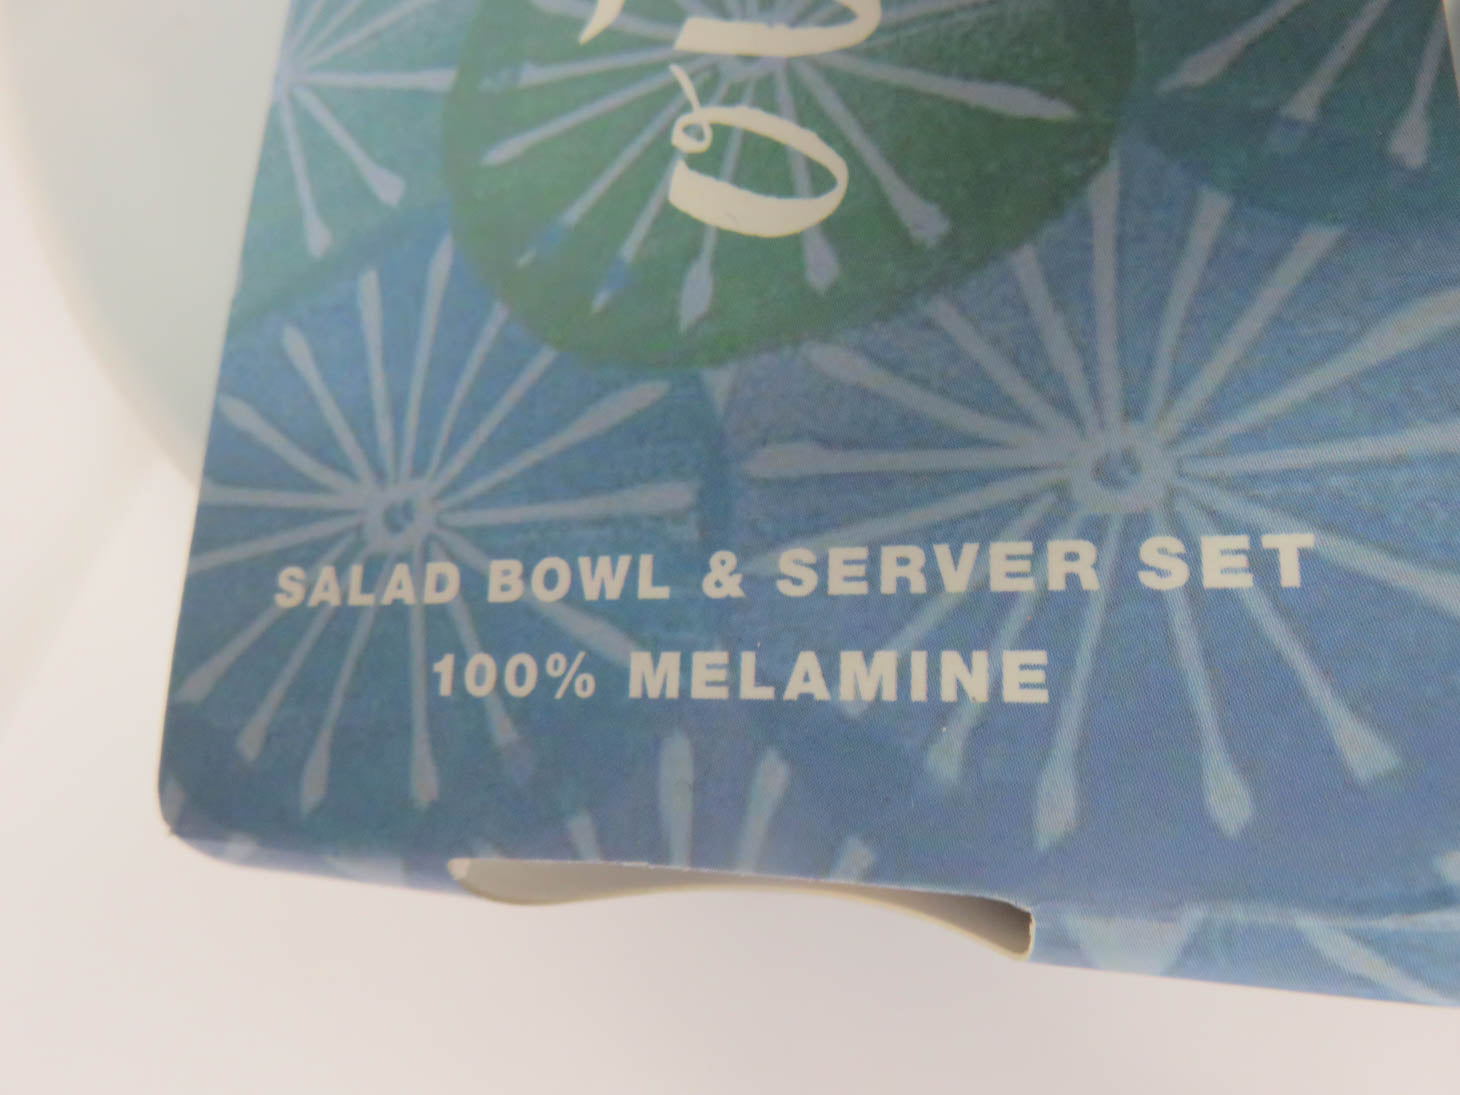 SALAD BOWL & SERVER SET
100% MELAMINE